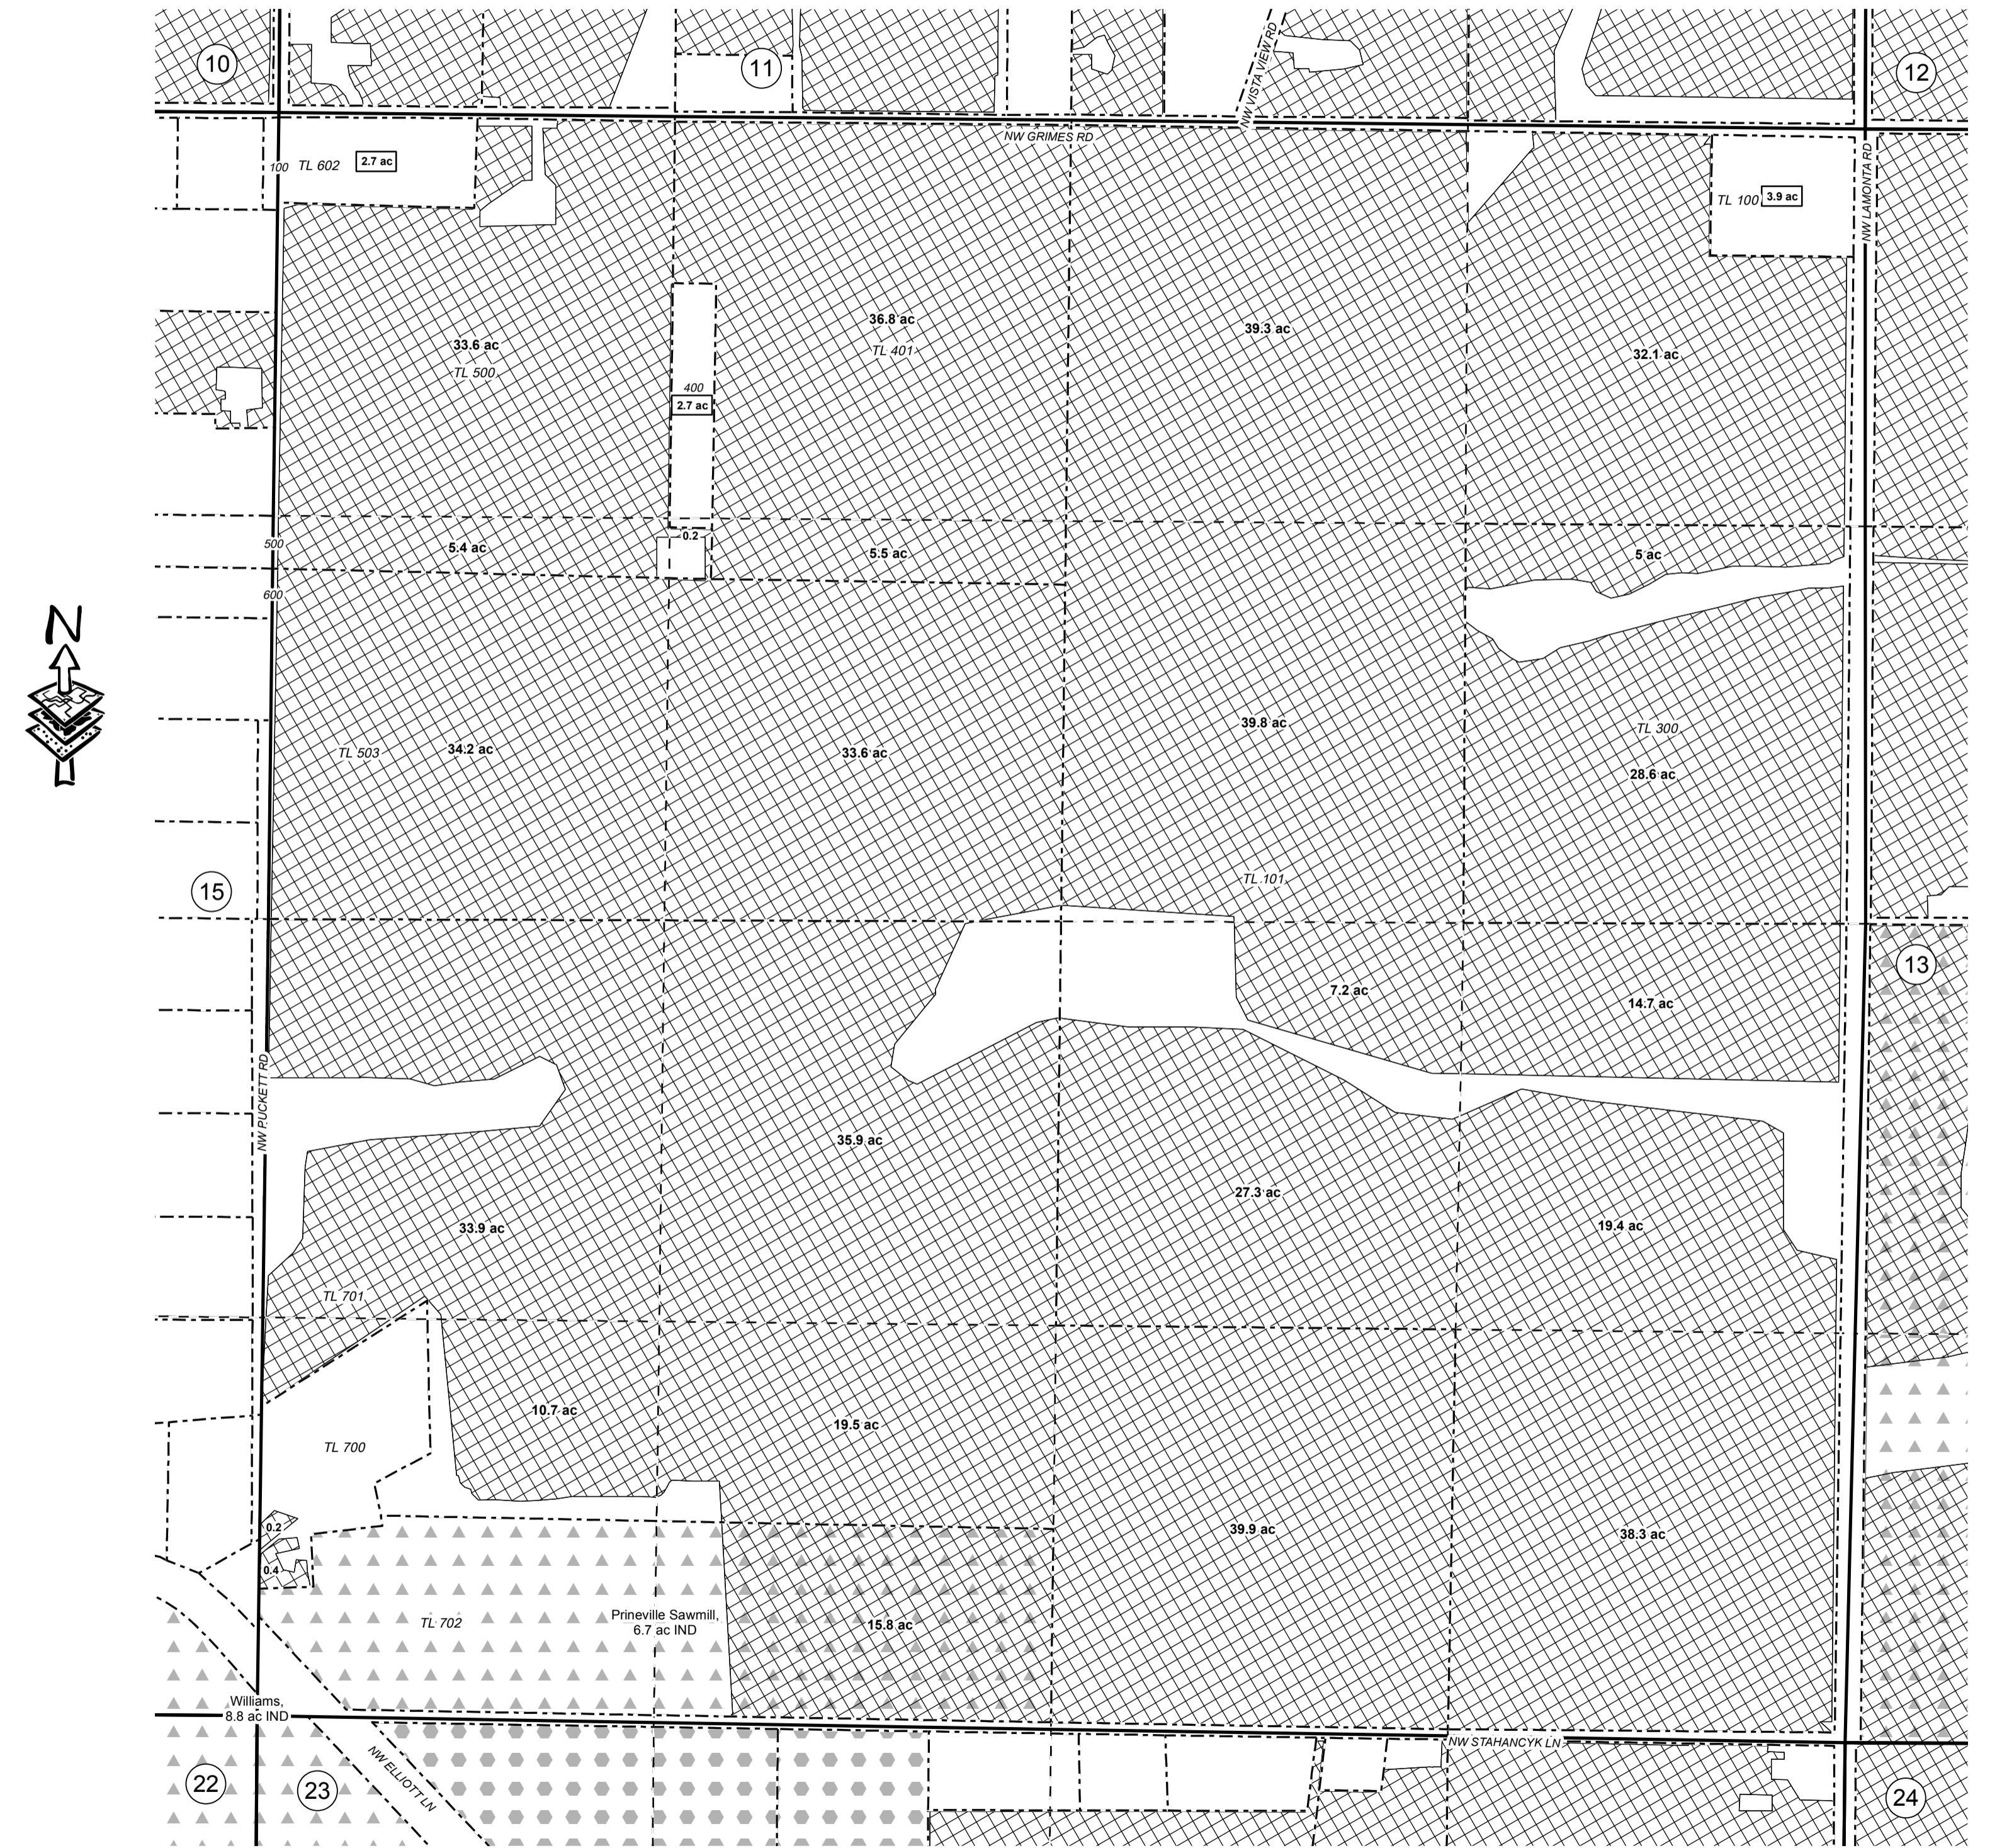 10
11
12
NW VISTA VIEW RD
NW GRIMES RD
100
TL 602
2.7 ac
TL 100
3.9 ac
NW LAMONTA RD
36.8 ac
TL 401
39.3 ac
33.6 ac
TL 500
32.1 ac
400
2.7 ac
0.2
500
5.4 ac
5.5 ac
5 ac
600
N
TL 503
34.2 ac
33.6 ac
39.8 ac
TL 300
28.6 ac
TL 101
15
13
7.2 ac
14.7 ac
NW PUCKETT RD
35.9 ac
27.3 ac
33.9 ac
19.4 ac
TL 701
10.7 ac
19.5 ac
TL 700
0.2
39.9 ac
38.3 ac
0.4
TL 702
Prineville Sawmill,
6.7 ac IND
15.8 ac
Williams,
8.8 ac IND
NW STAHANCYK LN
NW ELLIOTT LN
22
23
24